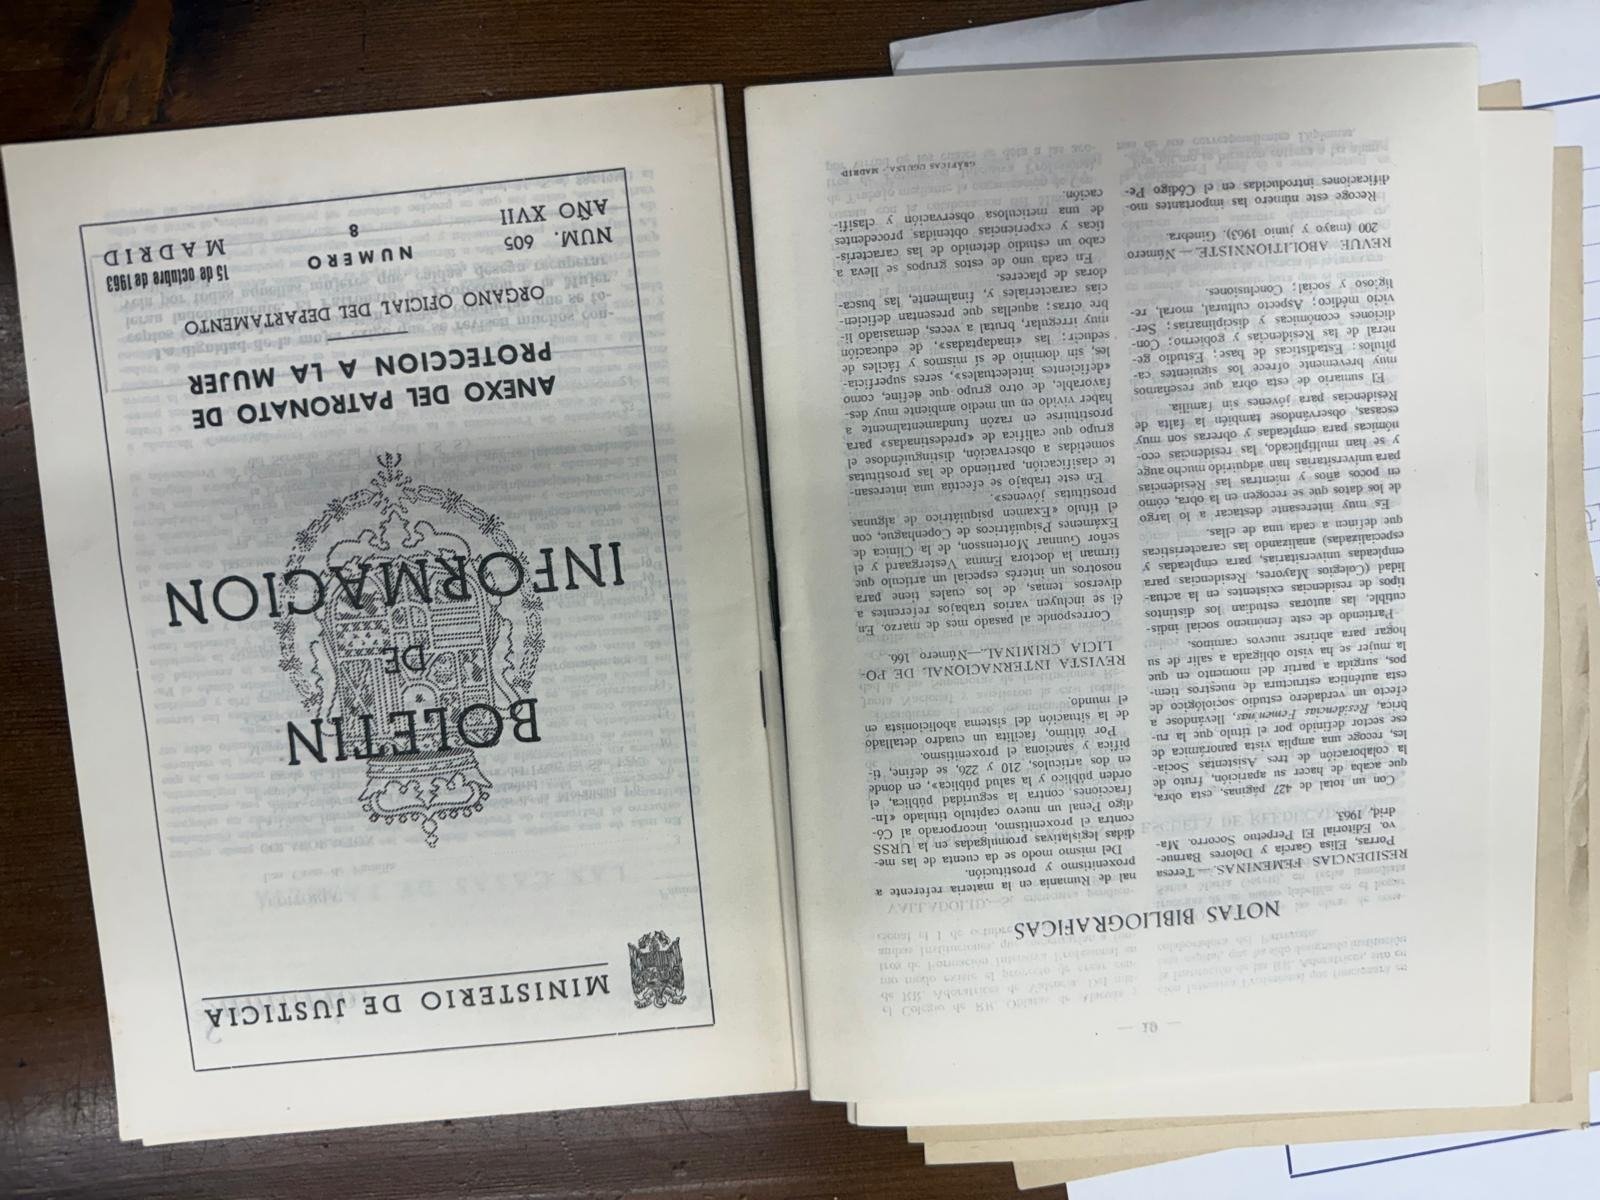 NOTAS BIBLIOGRAFICAS
RESIDENCIAS FEMENINAS.—Teresa
Porras, Elisa García y Dolores Barnue-
vo. Editorial El Perpetuo Socorro. Ma-
drid, 1963.
Con un total de 427 páginas, esta obra,
que acaba de hacer su aparición, fruto de
la colaboración de tres Asistentas Socia-
les, recoge una amplia vista panorámica de
ese sector definido por el título que la ru-
brica, Residencias Femeninas, llevándose a
efecto un verdadero estudio sociológico de
esta auténtica estructura de nuestros tiem-
pos, surgida a partir del momento en que
la mujer se ha visto obligada a salir de su
hogar para abrirse nuevos caminos.
Partiendo de este fenómeno social indis-
cutible, las autoras estudian los distintos
tipos de residencias existentes en la actua-
lidad (Colegios Mayores, Residencias para
empleadas universitarias, para empleadas y
especializadas) analizando las características
que definen a cada una de ellas.
Es muy interesante destacar a lo largo
de los datos que se recogen en la obra, cómo
en pocos años y mientras las Residencias
para universitarias han adquirido mucho auge
y se han multiplicado, las residencias eco-
nómicas para empleadas y obreras son muy
escasas, observándose también la falta de
Residencias para jóvenes sin familia.
El sumario de esta obra que reseñamos
muy brevemente ofrece los siguientes ca-
pítulos: Estadísticas de base; Estudio ge-
neral de las Residencias y gobierno; Con-
diciones económicas y disciplinarias; Ser-
vicio médico; Aspecto cultural, moral, re-
ligioso y social; Conclusiones.
REVUE ABOLITIONNISTE.—Número
200 (mayo y junio 1963). Ginebra.
Recoge este número las importantes mo-
dificaciones introducidas en el Código Pe-
nal de Rumania en la materia referente a
proxenitismo y prostitución.
Del mismo modo se da cuenta de las me-
didas legislativas promulgadas en la URSS
contra el proxenitismo, incorporado al Có-
digo Penal un nuevo capítulo titulado «In-
fracciones contra la seguridad pública, el
orden público y la salud pública», en donde
en dos artículos, 210 y 226, se define, ti-
pifica y sanciona el proxenitismo.
Por último, facilita un cuadro detallado
de la situación del sistema abolicionista en
el mundo.
REVISTA INTERNACIONAL DE PO-
LICIA CRIMINAL.—Número 166.
Corresponde al pasado mes de marzo. En
él se incluyen varios trabajos referentes a
diversos temas, de los cuales tiene para
nosotros un interés especial un artículo que
firman la doctora Emma Vestergaard y el
señor Gunnar Mortensson, de la Clínica de
Exámenes Psiquiátricos de Copenhague, con
el título «Examen psiquiátrico de algunas
prostitutas jóvenes».
En este trabajo se efectúa una interesan-
te clasificación, partiendo de las prostitutas
sometidas a observación, distinguiéndose el
grupo que califica de «predestinadas» para
prostituirse en razón fundamentalmente a
haber vivido en un medio ambiente muy des-
favorable, de otro grupo que define, como
«deficientes intelectuales», seres superficia-
les, sin dominio de sí mismos y fáciles de
seducir; las «inadaptadas», de educación
muy irregular, brutal a veces, demasiado li-
bre otras; aquellas que presentan deficien-
cias caracteriales y, finalmente, las busca-
doras de placeres.
En cada uno de estos grupos se lleva a
cabo un estudio detenido de las caracterís-
ticas y experiencias obtenidas procedentes
de una meticulosa observación y clasifi-
cación.
GRÁFICAS UGUINA.-MADRID
MINISTERIO DE JUSTICIA
BOLETIN
DE
INFORMACION
ANEXO DEL PATRONATO DE
PROTECCION A LA MUJER
ORGANO OFICIAL DEL DEPARTAMENTO
NUM. 605
AÑO XVII
NUMERO
8
15 de octubre de 1963
MADRID